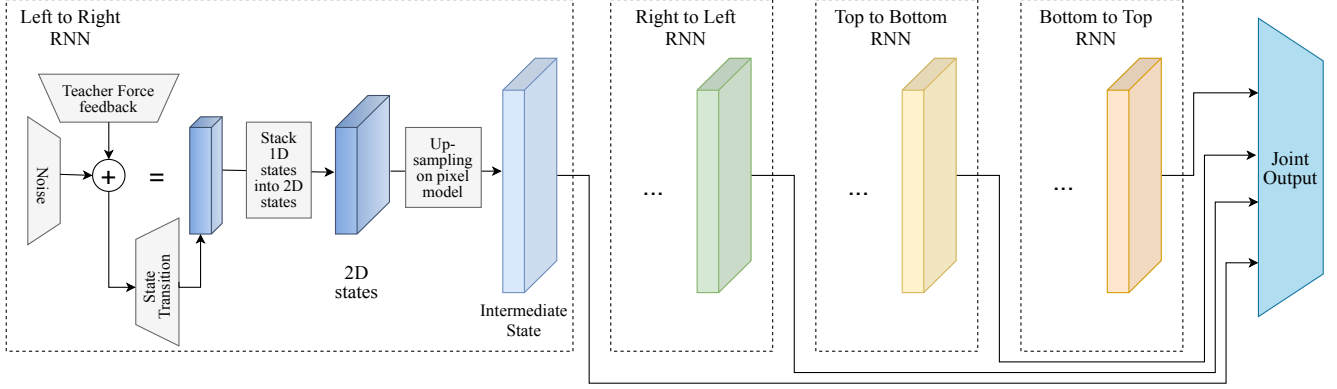 Left to Right
RNN
Right to Left
RNN
Top to Bottom
RNN
Bottom to Top
RNN
Teacher Force
feedback
Noise
+
=
State
Transition
Stack
1D
states
into 2D
states
2D
states
Up-
sampling
on pixel
model
Intermediate
State
...
...
...
Joint
Output